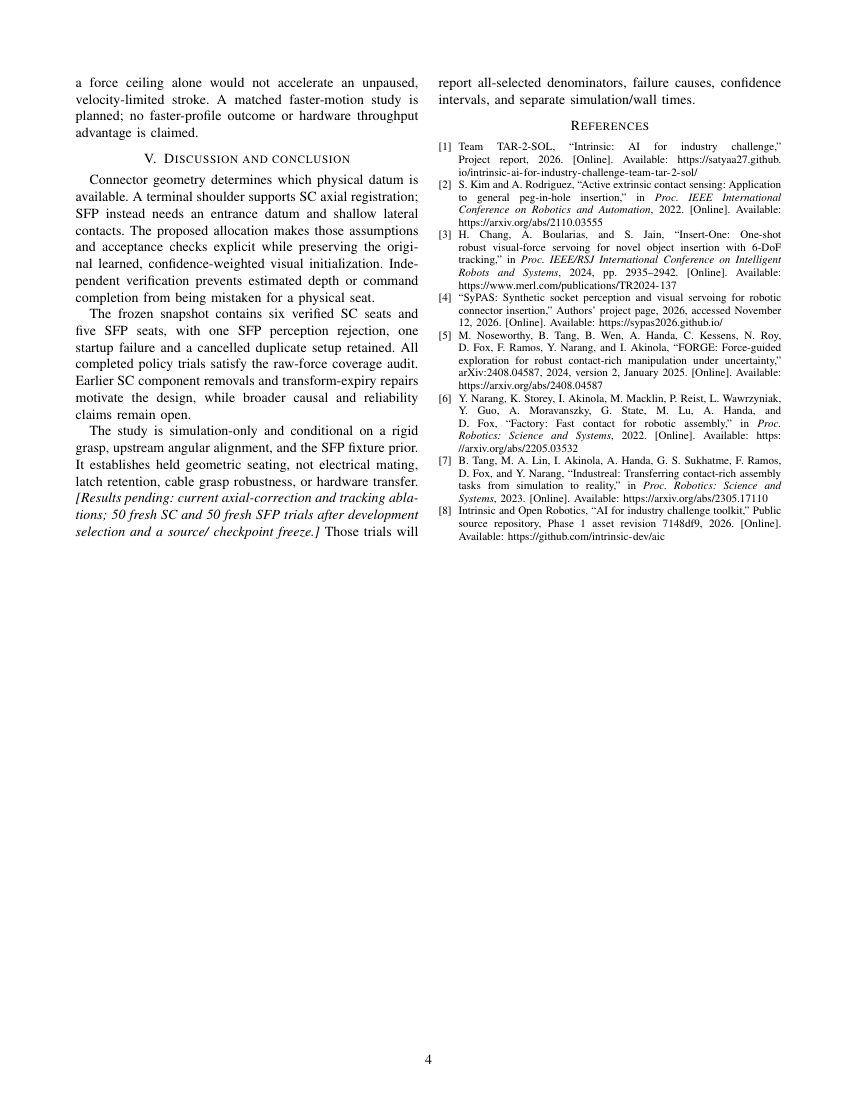 a force ceiling alone would not accelerate an unpaused,
velocity-limited stroke. A matched faster-motion study is
planned; no faster-profile outcome or hardware throughput
advantage is claimed.
V. DISCUSSION AND CONCLUSION
Connector geometry determines which physical datum is
available. A terminal shoulder supports SC axial registration;
SFP instead needs an entrance datum and shallow lateral
contacts. The proposed allocation makes those assumptions
and acceptance checks explicit while preserving the origi-
nal learned, confidence-weighted visual initialization. Inde-
pendent verification prevents estimated depth or command
completion from being mistaken for a physical seat.
The frozen snapshot contains six verified SC seats and
five SFP seats, with one SFP perception rejection, one
startup failure and a cancelled duplicate setup retained. All
completed policy trials satisfy the raw-force coverage audit.
Earlier SC component removals and transform-expiry repairs
motivate the design, while broader causal and reliability
claims remain open.
The study is simulation-only and conditional on a rigid
grasp, upstream angular alignment, and the SFP fixture prior.
It establishes held geometric seating, not electrical mating,
latch retention, cable grasp robustness, or hardware transfer.
[Results pending: current axial-correction and tracking abla-
tions; 50 fresh SC and 50 fresh SFP trials after development
selection and a source/ checkpoint freeze.] Those trials will
report all-selected denominators, failure causes, confidence
intervals, and separate simulation/wall times.
REFERENCES
[1] Team TAR-2-SOL, “Intrinsic: AI for industry challenge,”
Project report, 2026. [Online]. Available: https://satyaa27.github.
io/intrinsic-ai-for-industry-challenge-team-tar-2-sol/
[2] S. Kim and A. Rodriguez, “Active extrinsic contact sensing: Application
to general peg-in-hole insertion,” in Proc. IEEE International
Conference on Robotics and Automation, 2022. [Online]. Available:
https://arxiv.org/abs/2110.03555
[3] H. Chang, A. Boularias, and S. Jain, “Insert-One: One-shot
robust visual-force servoing for novel object insertion with 6-DoF
tracking,” in Proc. IEEE/RSJ International Conference on Intelligent
Robots and Systems, 2024, pp. 2935–2942. [Online]. Available:
https://www.merl.com/publications/TR2024-137
[4] “SyPAS: Synthetic socket perception and visual servoing for robotic
connector insertion,” Authors’ project page, 2026, accessed November
12, 2026. [Online]. Available: https://sypas2026.github.io/
[5] M. Noseworthy, B. Tang, B. Wen, A. Handa, C. Kessens, N. Roy,
D. Fox, F. Ramos, Y. Narang, and I. Akinola, “FORGE: Force-guided
exploration for robust contact-rich manipulation under uncertainty,”
arXiv:2408.04587, 2024, version 2, January 2025. [Online]. Available:
https://arxiv.org/abs/2408.04587
[6] Y. Narang, K. Storey, I. Akinola, M. Macklin, P. Reist, L. Wawrzyniak,
Y. Guo, A. Moravanszky, G. State, M. Lu, A. Handa, and
D. Fox, “Factory: Fast contact for robotic assembly,” in Proc.
Robotics: Science and Systems, 2022. [Online]. Available: https:
//arxiv.org/abs/2205.03532
[7] B. Tang, M. A. Lin, I. Akinola, A. Handa, G. S. Sukhatme, F. Ramos,
D. Fox, and Y. Narang, “Industreal: Transferring contact-rich assembly
tasks from simulation to reality,” in Proc. Robotics: Science and
Systems, 2023. [Online]. Available: https://arxiv.org/abs/2305.17110
[8] Intrinsic and Open Robotics, “AI for industry challenge toolkit,” Public
source repository, Phase 1 asset revision 7148df9, 2026. [Online].
Available: https://github.com/intrinsic-dev/aic
4